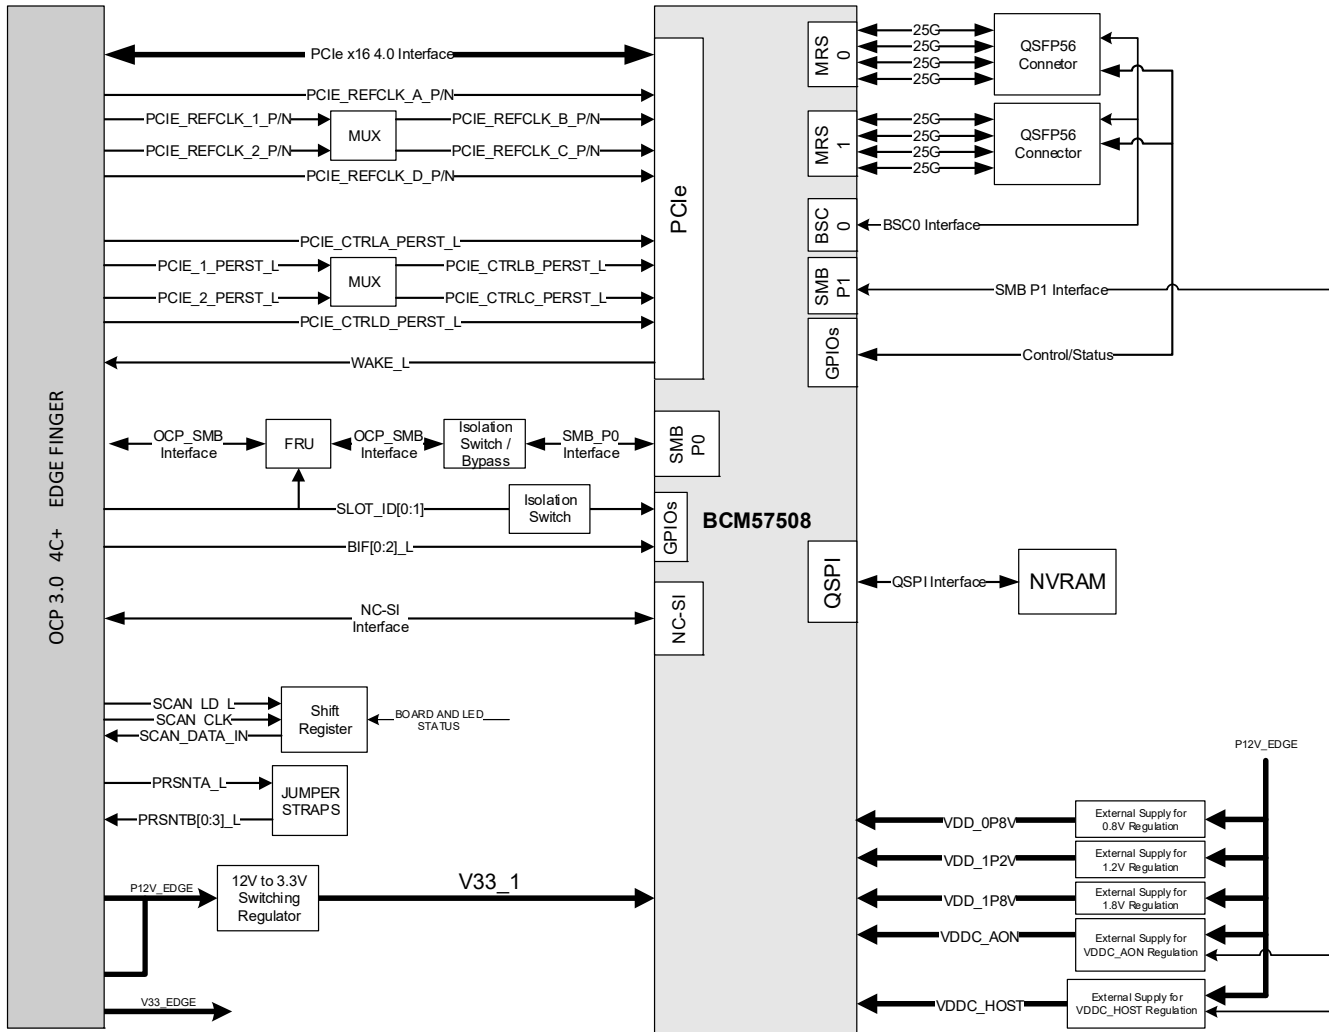 PCIe x16 4.0 Interface
PCIE_REFCLK_A_P/N
PCIE_REFCLK_1_P/N
MUX
PCIE_REFCLK_B_P/N
PCIE_REFCLK_2_P/N
PCIE_REFCLK_C_P/N
PCIE_REFCLK_D_P/N
PCIE_CTRLA_PERST_L
PCIE_1_PERST_L
MUX
PCIE_CTRLB_PERST_L
PCIE_2_PERST_L
PCIE_CTRLC_PERST_L
PCIE_CTRLD_PERST_L
WAKE_L
PCIe
OCP 3.0 4C+ EDGE FINGER
OCP_SMB
Interface
FRU
OCP_SMB
Interface
Isolation
Switch /
Bypass
SMB_P0
Interface
SMB
P0
SLOT_ID[0:1]
Isolation
Switch
GPIOs
BIF[0:2]_L
NC-SI
Interface
NC-SI
SCAN_LD_L
SCAN_CLK
SCAN_DATA_IN
Shift
Register
BOARD AND LED
STATUS
PRSNTA_L
PRSNTB[0:3]_L
JUMPER
STRAPS
P12V_EDGE
12V to 3.3V
Switching
Regulator
V33_1
V33_EDGE
BCM57508
MRS
0
25G
25G
25G
25G
QSFP56
Connetor
MRS
1
25G
25G
25G
25G
QSFP56
Connector
BSC
0
BSC0 Interface
SMB
P1
SMB P1 Interface
GPIOs
Control/Status
QSPI
QSPI Interface
NVRAM
P12V_EDGE
VDD_0P8V
External Supply for
0.8V Regulation
VDD_1P2V
External Supply for
1.2V Regulation
VDD_1P8V
External Supply for
1.8V Regulation
VDDC_AON
External Supply for
VDDC_AON Regulation
VDDC_HOST
External Supply for
VDDC_HOST Regulation